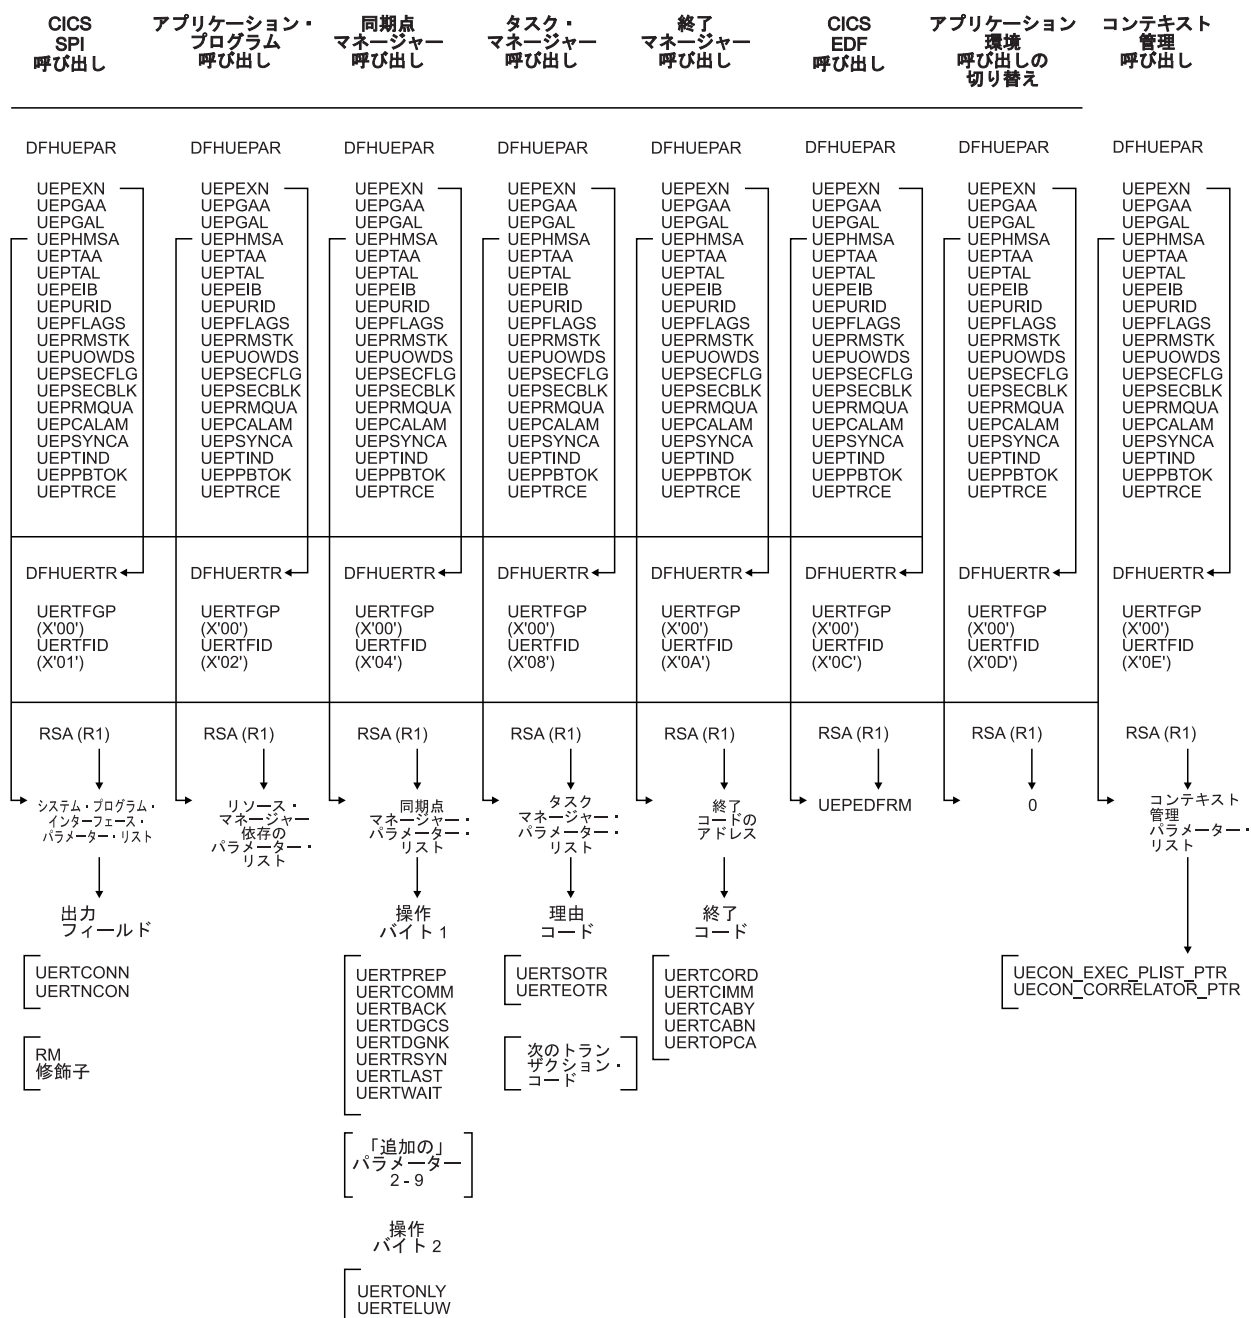 CICS
SPI
呼び出し
アプリケーション・
プログラム
呼び出し
同期点
マネージャー
呼び出し
タスク・
マネージャー
呼び出し
終了
マネージャー
呼び出し
CICS
EDF
呼び出し
アプリケーション
環境
呼び出しの
切り替え
コンテキスト
管理
呼び出し
DFHUEPAR DFHUEPAR DFHUEPAR DFHUEPAR DFHUEPAR DFHUEPAR DFHUEPAR DFHUEPAR
UEPEXN UEPEXN UEPEXN UEPEXN UEPEXN UEPEXN UEPEXN UEPEXN
UEPGAA UEPGAA UEPGAA UEPGAA UEPGAA UEPGAA UEPGAA UEPGAA
UEPGAL UEPGAL UEPGAL UEPGAL UEPGAL UEPGAL UEPGAL UEPGAL
UEPHMSA UEPHMSA UEPHMSA UEPHMSA UEPHMSA UEPHMSA UEPHMSA UEPHMSA
UEPTAA UEPTAA UEPTAA UEPTAA UEPTAA UEPTAA UEPTAA UEPTAA
UEPTAL UEPTAL UEPTAL UEPTAL UEPTAL UEPTAL UEPTAL UEPTAL
UEPEIB UEPEIB UEPEIB UEPEIB UEPEIB UEPEIB UEPEIB UEPEIB
UEPURID UEPURID UEPURID UEPURID UEPURID UEPURID UEPURID UEPURID
UEPFLAGS UEPFLAGS UEPFLAGS UEPFLAGS UEPFLAGS UEPFLAGS UEPFLAGS UEPFLAGS
UEPRMSTK UEPRMSTK UEPRMSTK UEPRMSTK UEPRMSTK UEPRMSTK UEPRMSTK UEPRMSTK
UEPUOWDS UEPUOWDS UEPUOWDS UEPUOWDS UEPUOWDS UEPUOWDS UEPUOWDS UEPUOWDS
UEPSECFLG UEPSECFLG UEPSECFLG UEPSECFLG UEPSECFLG UEPSECFLG UEPSECFLG UEPSECFLG
UEPSECBLK UEPSECBLK UEPSECBLK UEPSECBLK UEPSECBLK UEPSECBLK UEPSECBLK UEPSECBLK
UEPRMQUA UEPRMQUA UEPRMQUA UEPRMQUA UEPRMQUA UEPRMQUA UEPRMQUA UEPRMQUA
UEPCALAM UEPCALAM UEPCALAM UEPCALAM UEPCALAM UEPCALAM UEPCALAM UEPCALAM
UEPSYNCA UEPSYNCA UEPSYNCA UEPSYNCA UEPSYNCA UEPSYNCA UEPSYNCA UEPSYNCA
UEPTIND UEPTIND UEPTIND UEPTIND UEPTIND UEPTIND UEPTIND UEPTIND
UEPPBTOK UEPPBTOK UEPPBTOK UEPPBTOK UEPPBTOK UEPPBTOK UEPPBTOK UEPPBTOK
UEPTRCE UEPTRCE UEPTRCE UEPTRCE UEPTRCE UEPTRCE UEPTRCE UEPTRCE
DFHUERTR DFHUERTR DFHUERTR DFHUERTR DFHUERTR DFHUERTR DFHUERTR DFHUERTR
UERTFGP UERTFGP UERTFGP UERTFGP UERTFGP UERTFGP UERTFGP UERTFGP
(X'00') (X'00') (X'00') (X'00') (X'00') (X'00') (X'00') (X'00')
UERTFID UERTFID UERTFID UERTFID UERTFID UERTFID UERTFID UERTFID
(X'01') (X'02') (X'04') (X'08') (X'0A') (X'0C') (X'0D') (X'0E')
RSA (R1) RSA (R1) RSA (R1) RSA (R1) RSA (R1) RSA (R1) RSA (R1) RSA (R1)
システム・プログラム・
インターフェース・
パラメーター・リスト
リソース・
マネージャー
依存の
パラメーター・
リスト
同期点
マネージャー・
パラメーター・
リスト
タスク
マネージャー・
パラメーター・
リスト
終了
コードの
アドレス
UEPEDFRM
0
コンテキスト
管理
パラメーター・
リスト
出力
フィールド
UERTCONN
UERTNCON
RM
修飾子
操作
バイト 1
UERTPREP
UERTCOMM
UERTBACK
UERTDGCS
UERTDGNK
UERTRSYN
UERTLAST
UERTWAIT
「追加の」
パラメーター
2 - 9
操作
バイト 2
UERTONLY
UERTELUW
理由
コード
UERTSOTR
UERTEOTR
次のトラン
ザクション・
コード
終了
コード
UERTCORD
UERTCIMM
UERTCABY
UERTCABN
UERTOPCA
UECON_EXEC_PLIST_PTR
UECON_CORRELATOR_PTR